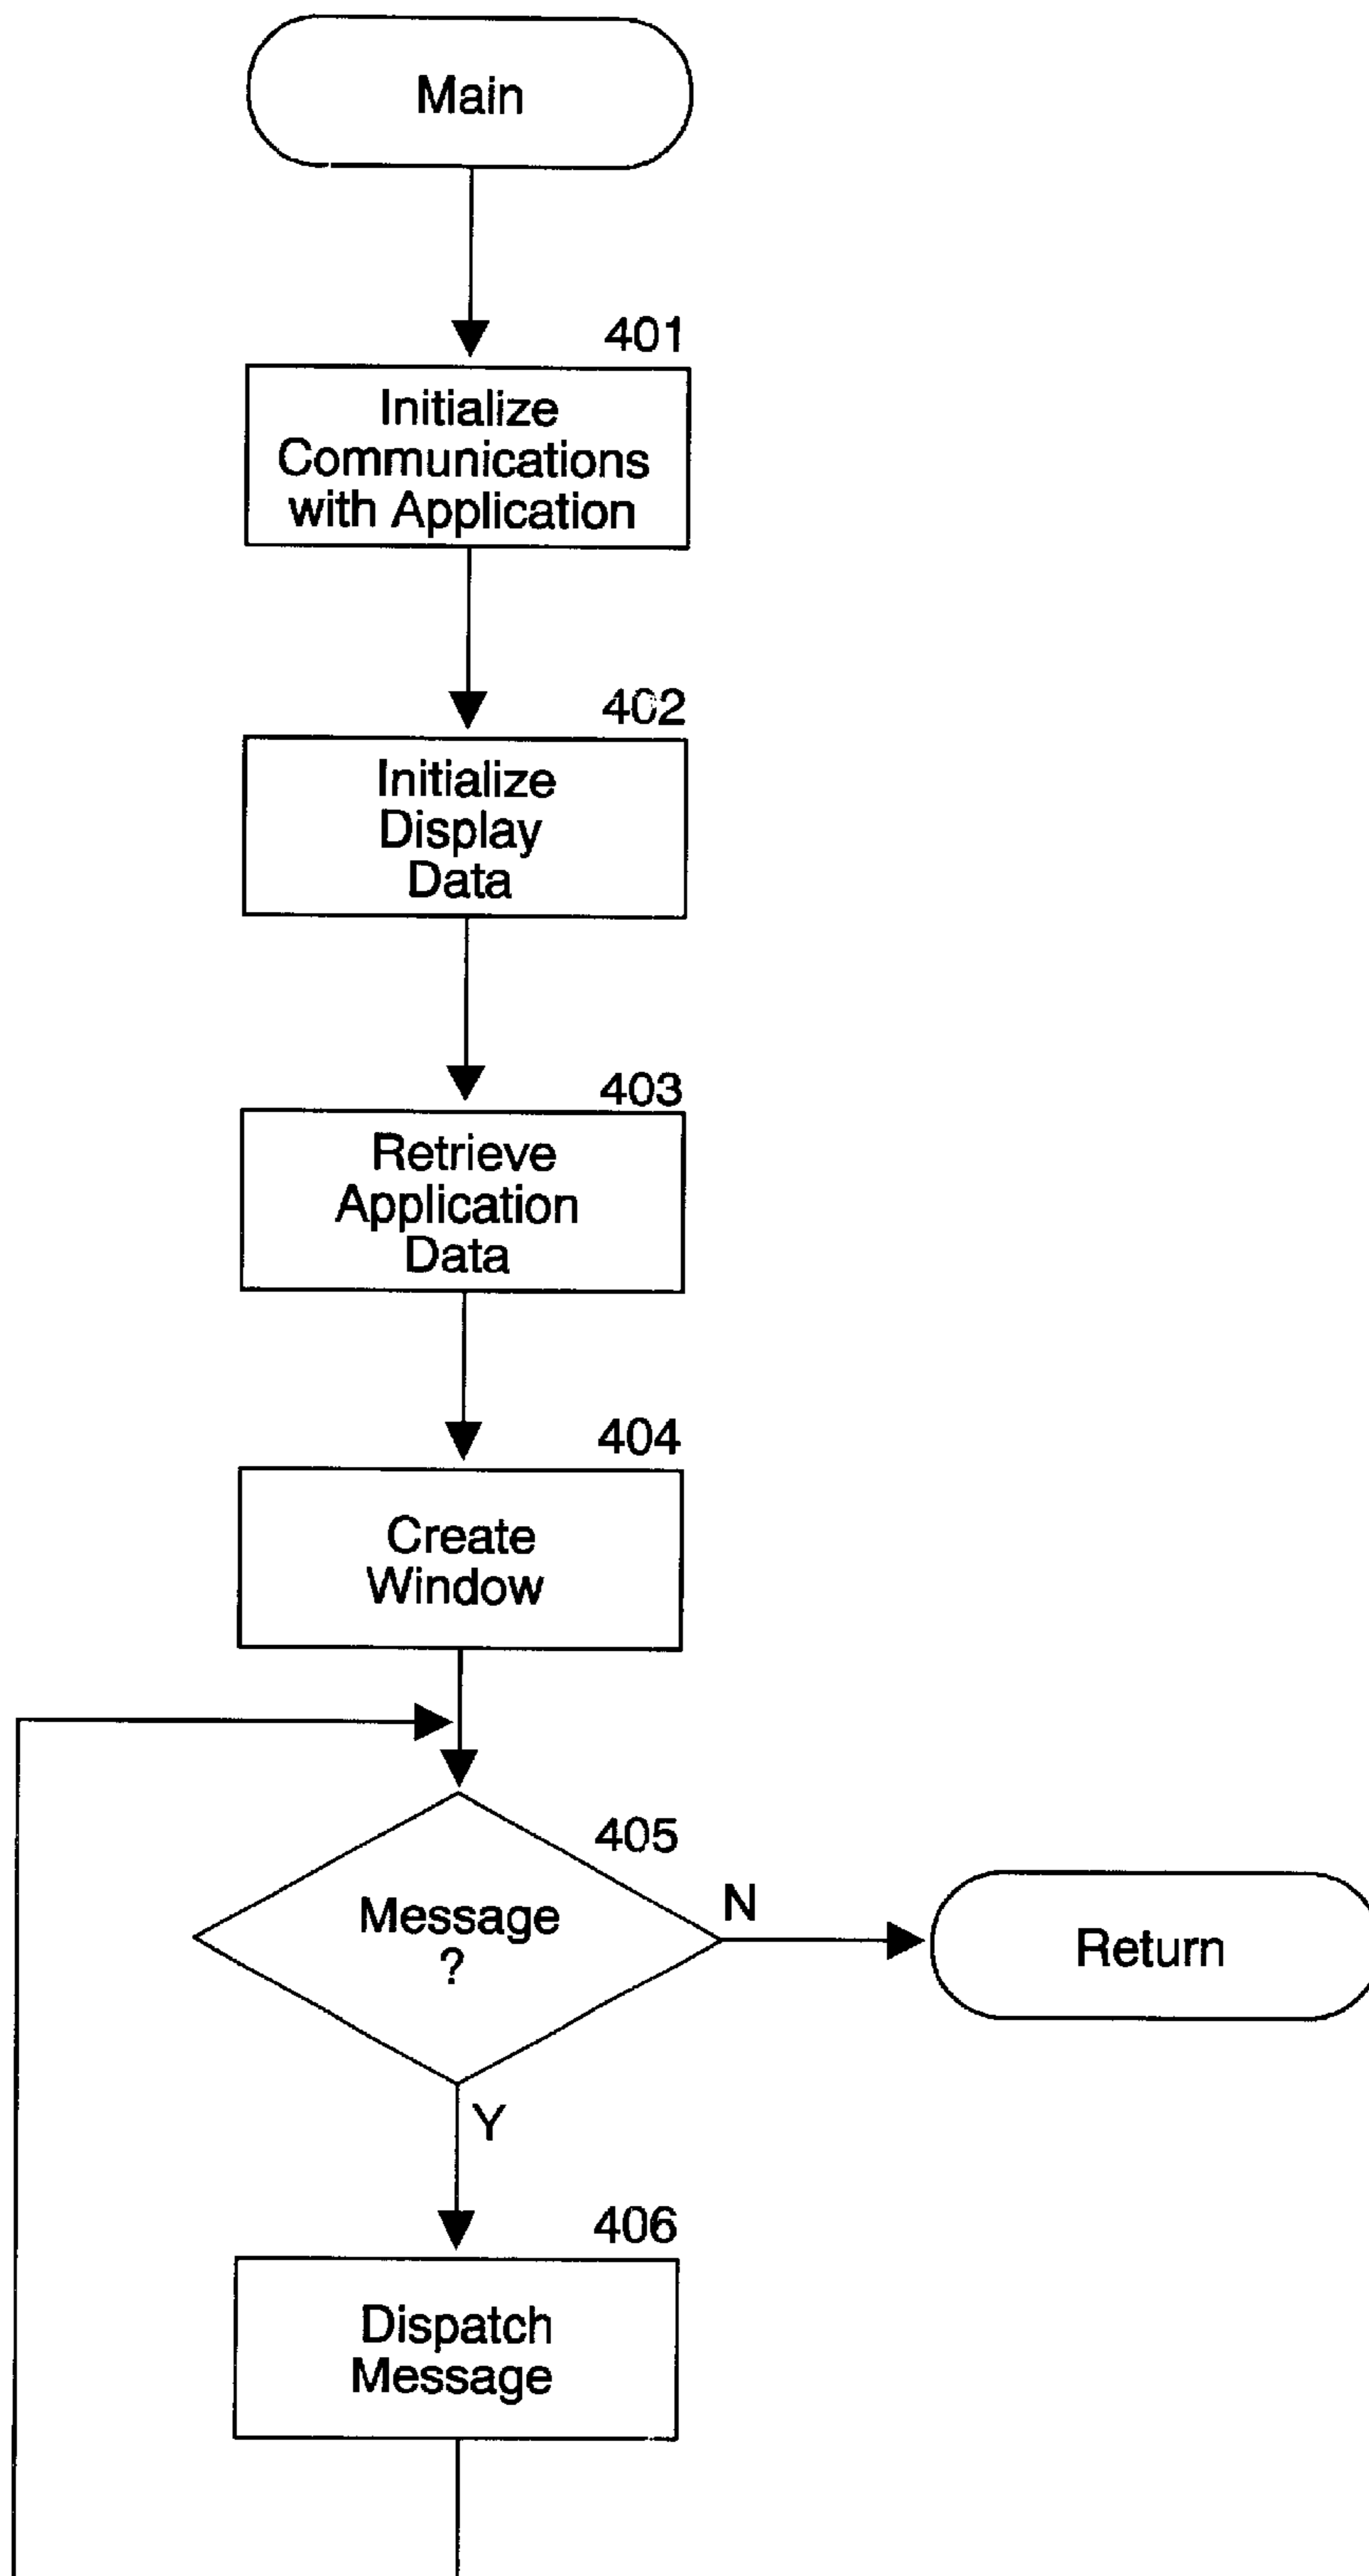 Main
401
Initialize
Communications
with Application
402
Initialize
Display
Data
403
Retrieve
Application
Data
404
Create
Window
405
Message
?
N
Return
Y
406
Dispatch
Message